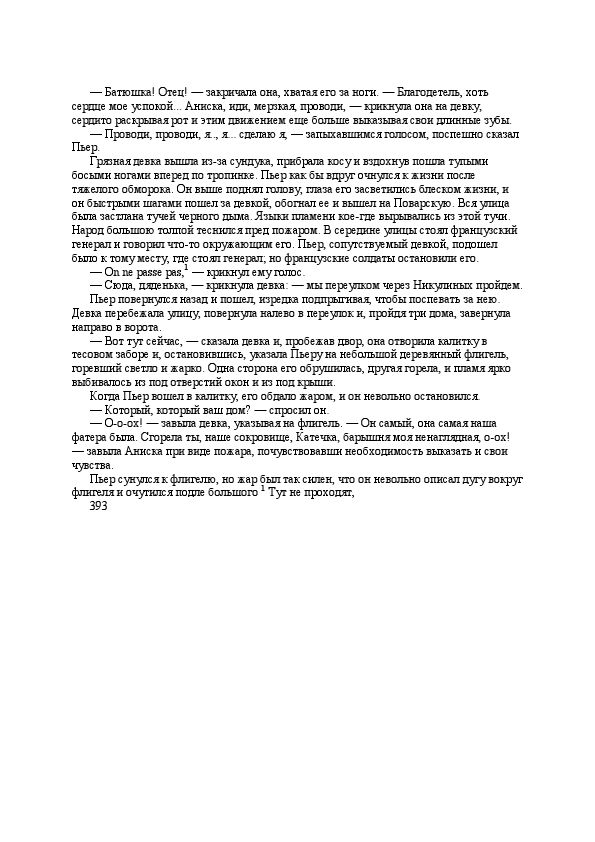 — Батюшка! Отец! — закричала она, хватая его за ноги. — Благодетель, хоть
сердце мое успокой... Аниска, иди, мерзкая, проводи, — крикнула она на девку,
сердито раскрывая рот и этим движением еще больше выказывая свои длинные зубы.
— Проводи, проводи, я.., я... сделаю я, — запыхавшимся голосом, поспешно сказал
Пьер.
Грязная девка вышла из-за сундука, прибрала косу и вздохнув пошла тупыми
босыми ногами вперед по тропинке. Пьер как бы вдруг очнулся к жизни после
тяжелого обморока. Он выше поднял голову, глаза его засветились блеском жизни, и
он быстрыми шагами пошел за девкой, обогнал ее и вышел на Поварскую. Вся улица
была застлана тучей черного дыма. Языки пламени кое-где вырывались из этой тучи.
Народ большою толпой теснился пред пожаром. В середине улицы стоял французский
генерал и говорил что-то окружающим его. Пьер, сопутствуемый девкой, подошел
было к тому месту, где стоял генерал; но французские солдаты остановили его.
— On ne passe pas,1 — крикнул ему голос.
— Сюда, дяденька, — крикнула девка: — мы переулком через Никулиных пройдем.
Пьер повернулся назад и пошел, изредка подпрыгивая, чтобы поспевать за нею.
Девка перебежала улицу, повернула налево в переулок и, пройдя три дома, завернула
направо в ворота.
— Вот тут сейчас, — сказала девка и, пробежав двор, она отворила калитку в
тесовом заборе и, остановившись, указала Пьеру на небольшой деревянный флигель,
горевший светло и жарко. Одна сторона его обрушилась, другая горела, и пламя ярко
выбивалось из под отверстий окон и из под крыши.
Когда Пьер вошел в калитку, его обдало жаром, и он невольно остановился.
— Который, который ваш дом? — спросил он.
— О-о-ох! — завыла девка, указывая на флигель. — Он самый, она самая наша
фатера была. Сгорела ты, наше сокровище, Катечка, барышня моя ненаглядная, о-ох!
— завыла Аниска при виде пожара, почувствовавши необходимость выказать и свои
чувства.
Пьер сунулся к флигелю, но жар был так силен, что он невольно описал дугу вокруг
флигеля и очутился подле большого 1 Тут не проходят,
393